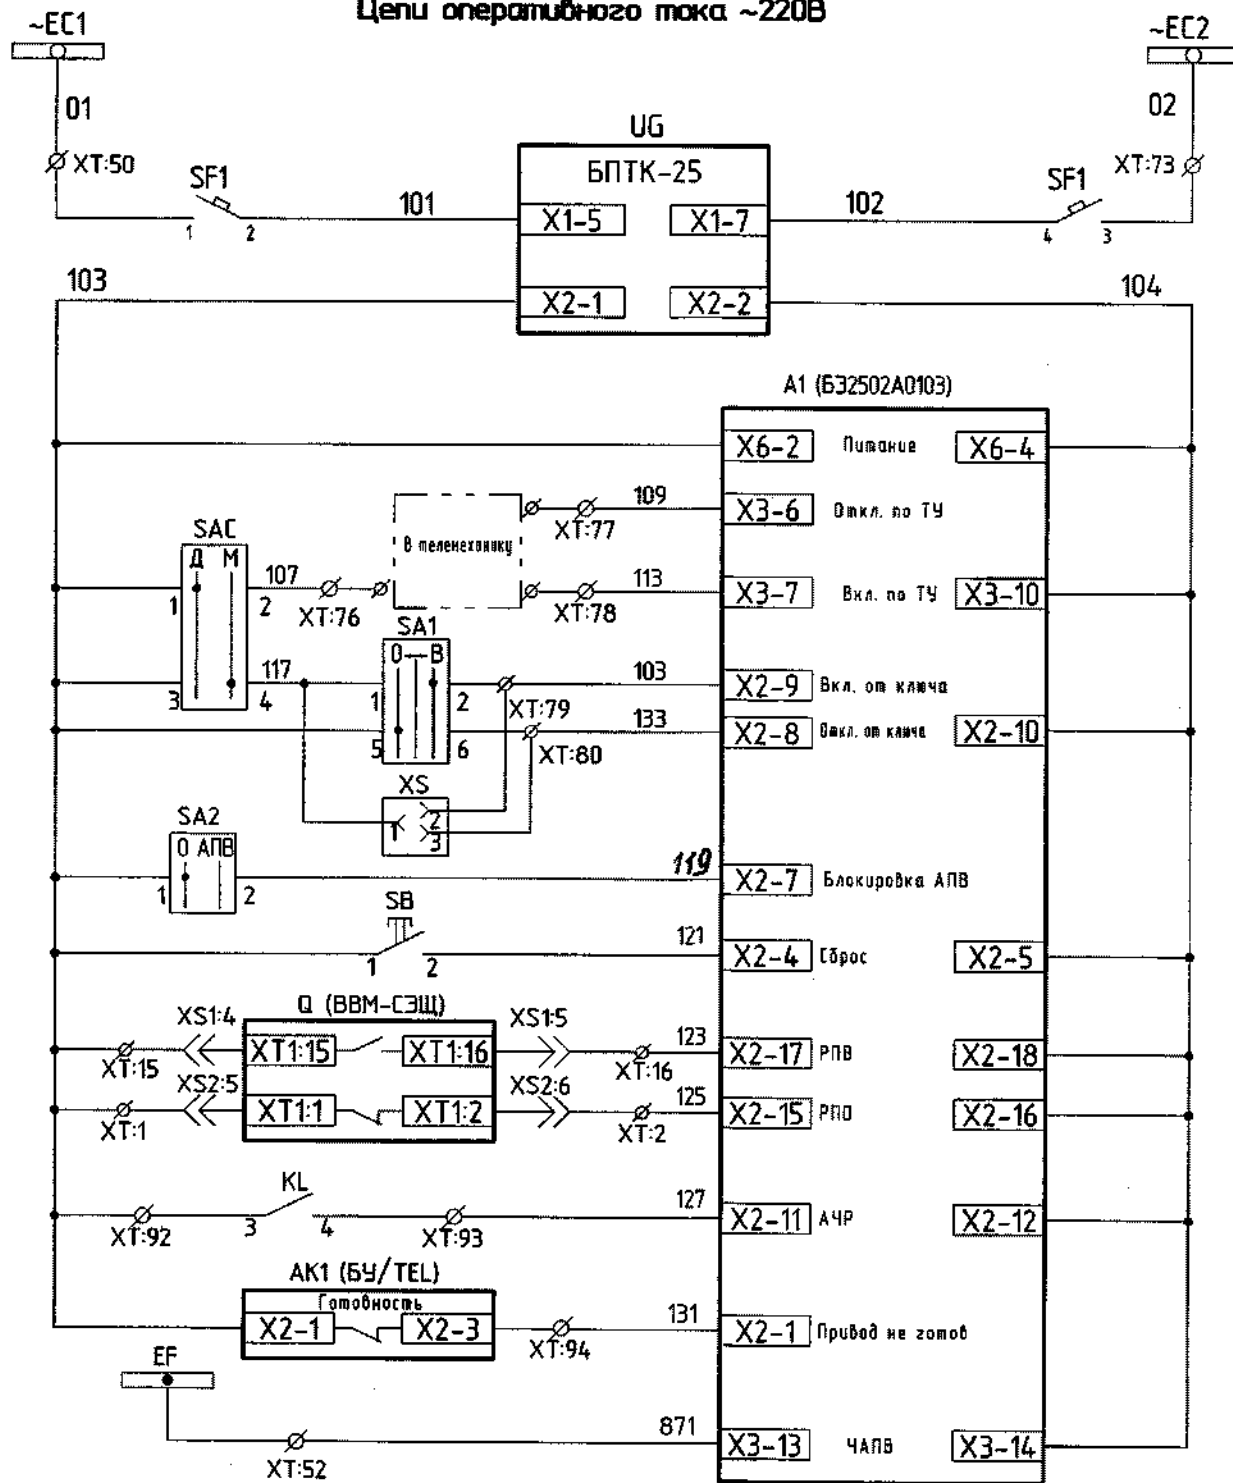 Цепи оперативного тока ~220В
~EC1
~EC2
01
02
UG
XT:50
БПТК-25
XT:73
SF1
SF1
101
X1-5
X1-7
102
1
2
4
3
103
X2-1
X2-2
104
A1 (БЭ2502А0103)
X6-2
Питание
X6-4
109
XT:77
X3-6
Откл. по ТУ
SAC
Д М
В телемеханику
1
107
2
XT:76
113
XT:78
X3-7
Вкл. по ТУ
X3-10
SA1
О В
3
117
4
1
2
103
XT:79
X2-9
Вкл. от ключа
5
6
133
XT:80
X2-8
Откл. от ключа
X2-10
XS
1
2
3
SA2
О АПВ
1
2
119
X2-7
Блокировка АПВ
SB
1
2
121
X2-4
Сброс
X2-5
Q (ВВМ-СЭЩ)
XS1:4
XS1:5
XT:15
XT1:15
XT1:16
XT:16
123
X2-17
РПВ
X2-18
XS2:5
XS2:6
XT:1
XT1:1
XT1:2
XT:2
125
X2-15
РПО
X2-16
KL
XT:92
3
4
XT:93
127
X2-11
АЧР
X2-12
AK1 (БУ/TEL)
Готовность
X2-1
X2-3
XT:94
131
X2-1
Привод не готов
EF
XT:52
871
X3-13
ЧАПВ
X3-14